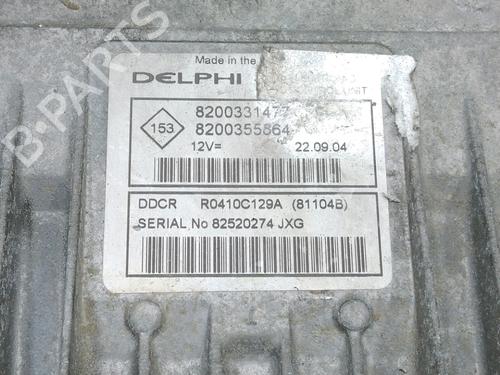 Made in the
DELPHI
UNIT
153
8200331477
8200355864
12V= 22.09.04
DDCR R0410C129A (81104B)
SERIAL No 82520274 JXG
B-PARTS